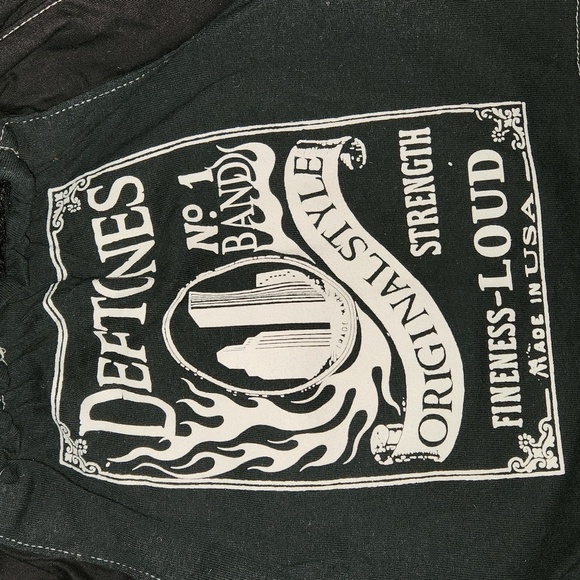 DEFTONES
No. 1
BAND
ORIGINAL STYLE
STRENGTH
FINENESS-LOUD
MADE IN USA